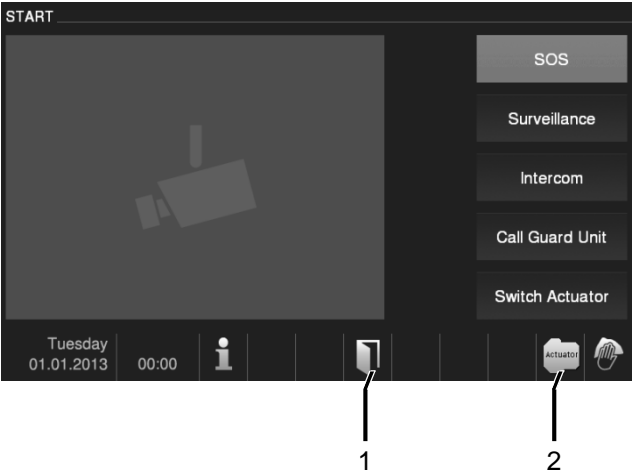 START
SOS
Surveillance
Intercom
Call Guard Unit
Switch Actuator
Tuesday
01.01.2013
00:00
i
Actuator
1
2